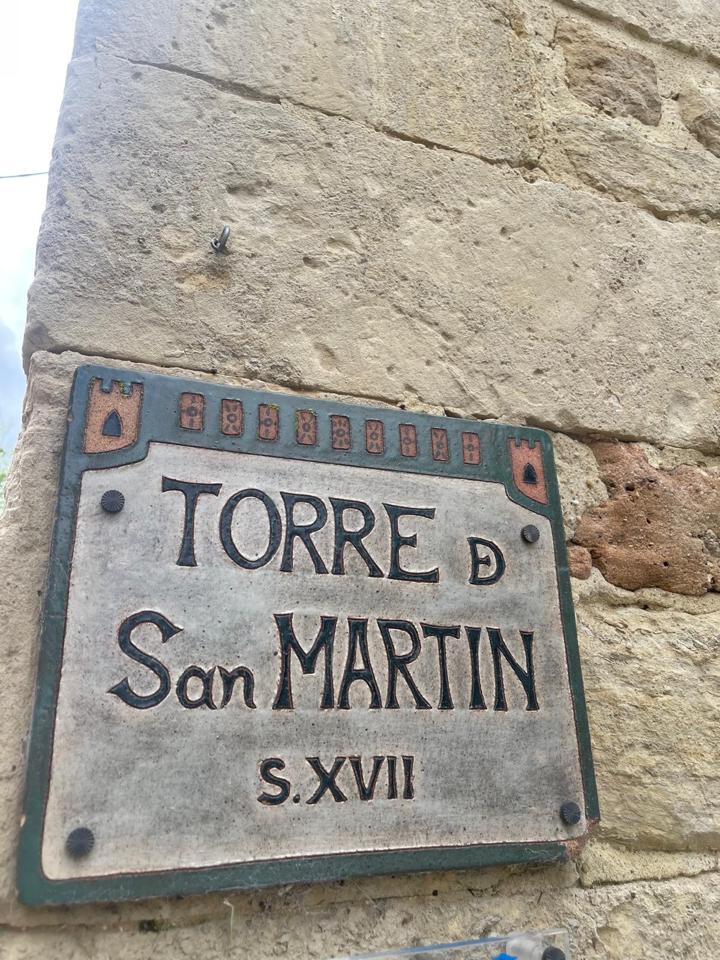 TORRE Đ
San MARTIN
S.XVII